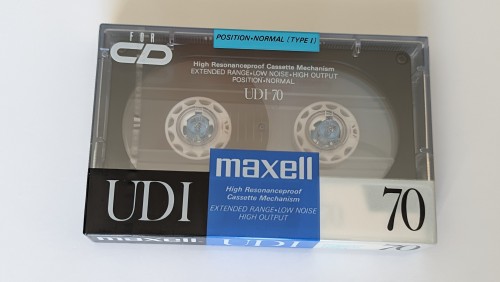 POSITION•NORMAL (TYPE I)
FOR
CD
High Resonanceproof Cassette Mechanism
EXTENDED RANGE•LOW NOISE•HIGH OUTPUT
POSITION•NORMAL
UDI·70
maxell
High Resonanceproof
Cassette Mechanism
EXTENDED RANGE•LOW NOISE
HIGH OUTPUT
UDI
70
maxell UDI 70